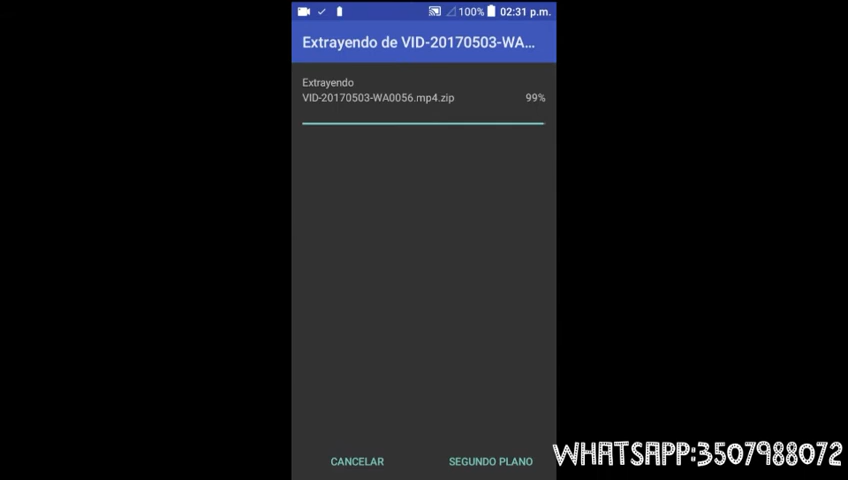 100% 02:31 p.m.
Extrayendo de VID-20170503-WA...
Extrayendo
VID-20170503-WA0056.mp4.zip 99%
CANCELAR SEGUNDO PLANO
WHATSAPP:3507988072